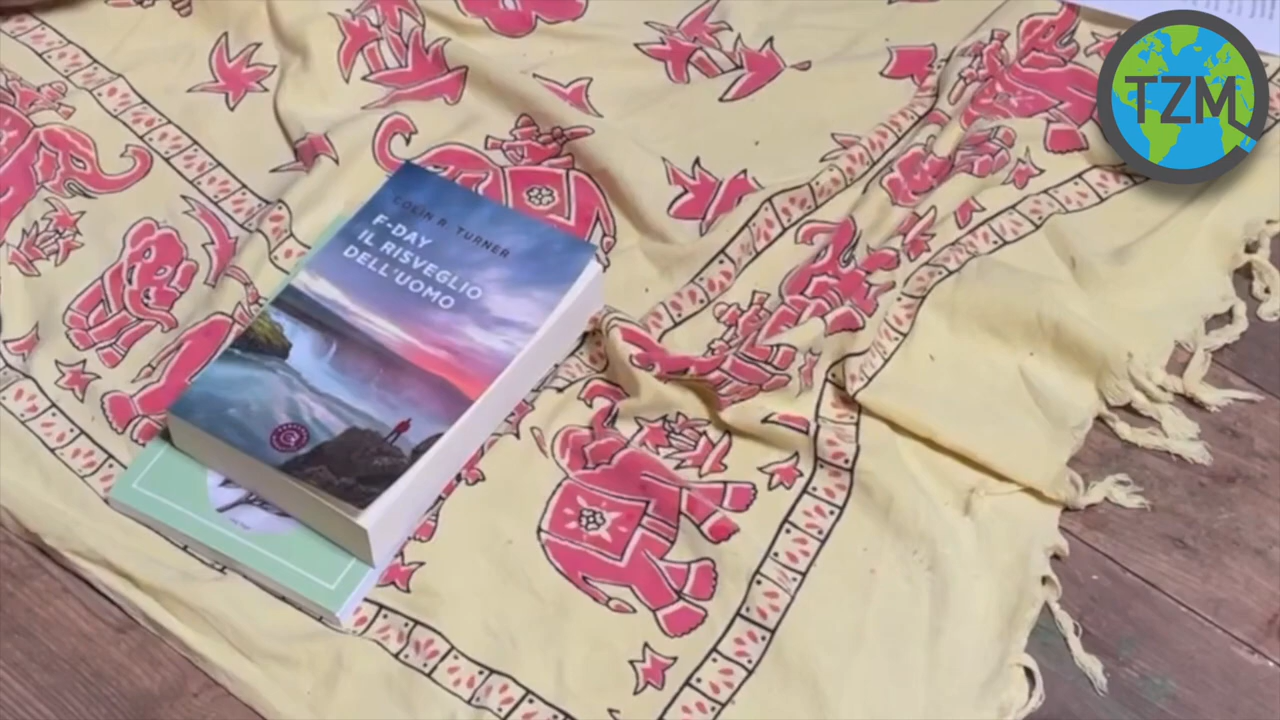 COLIN R. TURNER
F-DAY
IL RISVEGLIO
DELL'UOMO
TZM